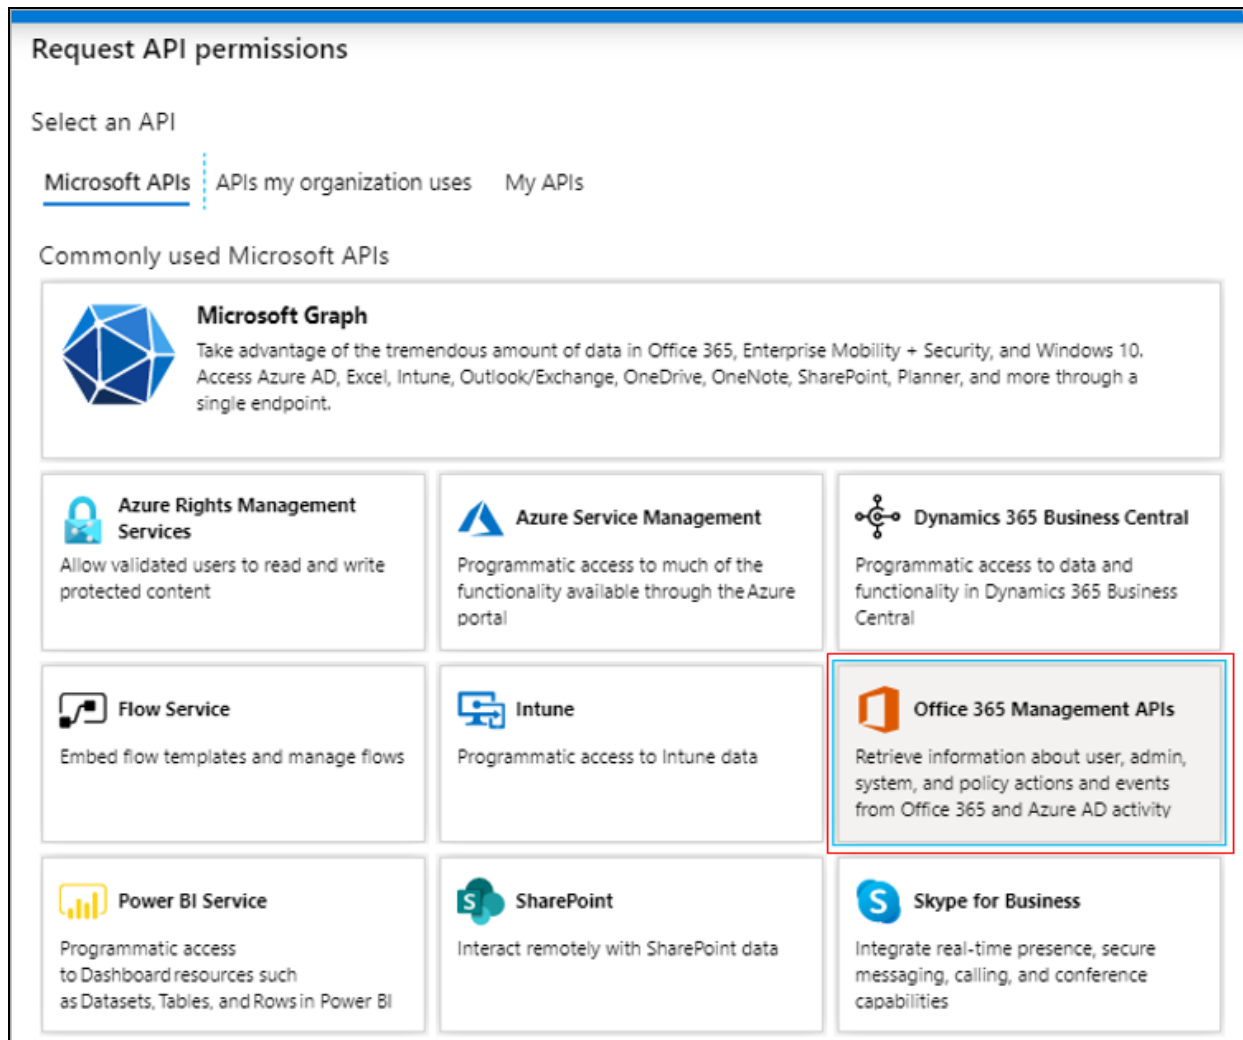 Request API permissions
Select an API
Microsoft APIs
APIs my organization uses
My APIs
Commonly used Microsoft APIs
Microsoft Graph
Take advantage of the tremendous amount of data in Office 365, Enterprise Mobility + Security, and Windows 10.
Access Azure AD, Excel, Intune, Outlook/Exchange, OneDrive, OneNote, SharePoint, Planner, and more through a
single endpoint.
Azure Rights Management
Services
Allow validated users to read and write
protected content
Azure Service Management
Programmatic access to much of the
functionality available through the Azure
portal
Dynamics 365 Business Central
Programmatic access to data and
functionality in Dynamics 365 Business
Central
Flow Service
Embed flow templates and manage flows
Intune
Programmatic access to Intune data
Office 365 Management APIs
Retrieve information about user, admin,
system, and policy actions and events
from Office 365 and Azure AD activity
Power BI Service
Programmatic access
to Dashboard resources such
as Datasets, Tables, and Rows in Power BI
SharePoint
Interact remotely with SharePoint data
Skype for Business
Integrate real-time presence, secure
messaging, calling, and conference
capabilities